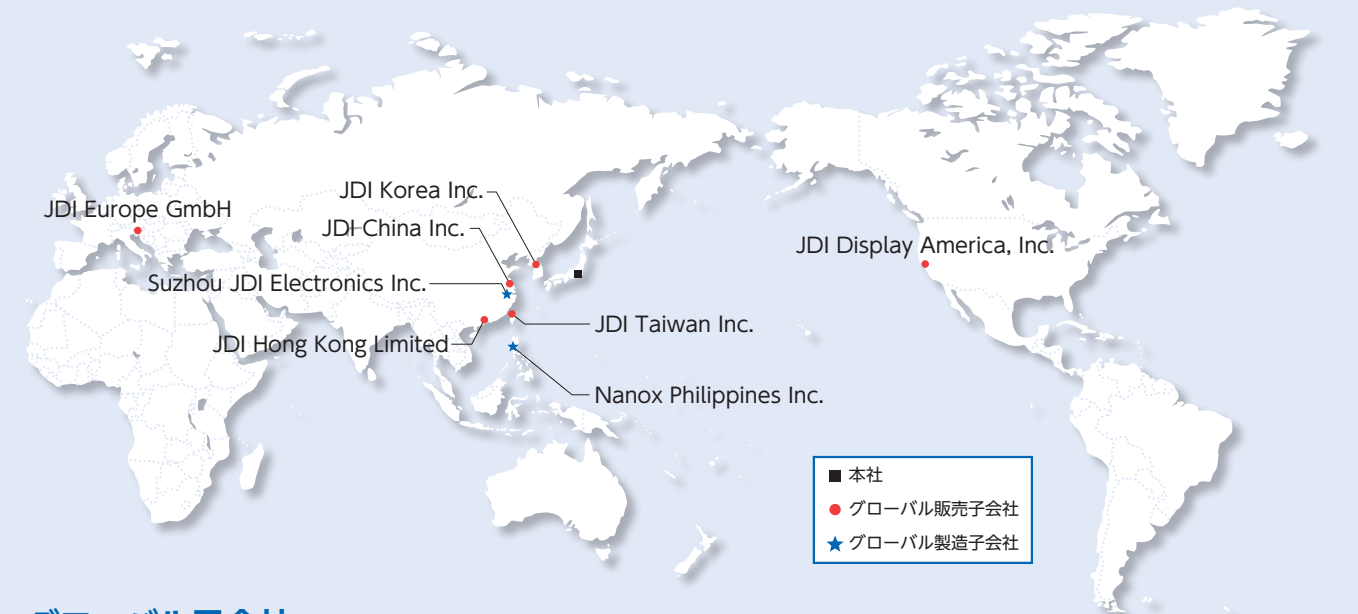 JDI Korea Inc.
JDI Europe GmbH
JDI China Inc.
JDI Display America, Inc.
Suzhou JDI Electronics Inc.
JDI Taiwan Inc.
JDI Hong Kong Limited
Nanox Philippines Inc.
本社
グローバル販売子会社
グローバル製造子会社